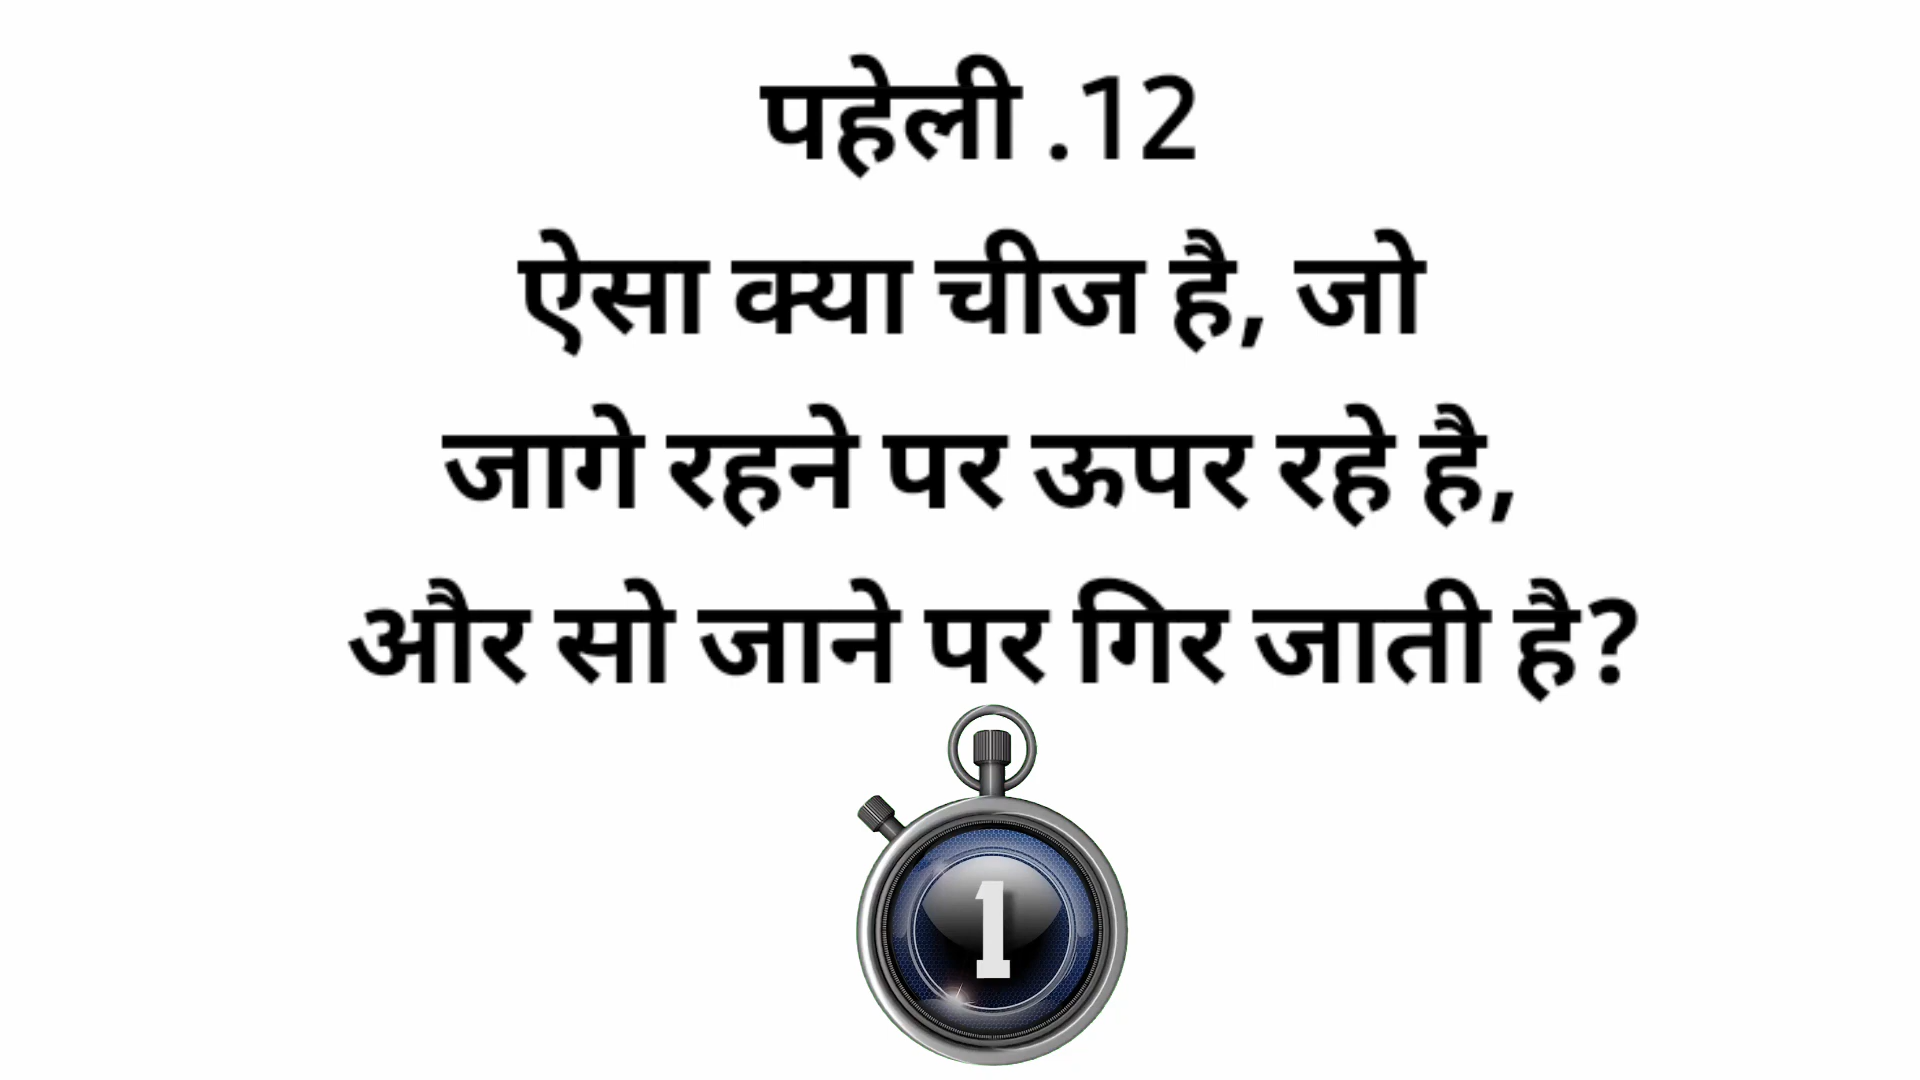 पहेली .12
ऐसा क्या चीज है, जो
जागे रहने पर ऊपर रहे है,
और सो जाने पर गिर जाती है?
1